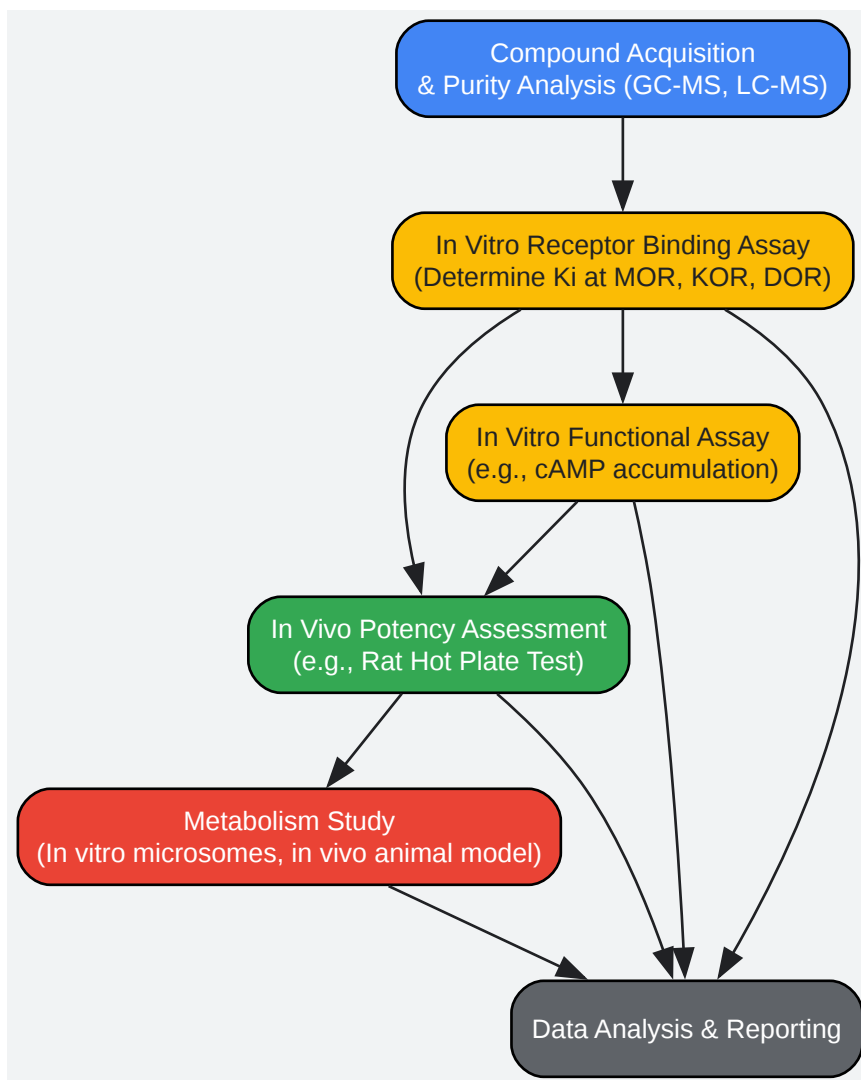 Compound Acquisition
& Purity Analysis (GC-MS, LC-MS)
In Vitro Receptor Binding Assay
(Determine Ki at MOR, KOR, DOR)
In Vitro Functional Assay
(e.g., cAMP accumulation)
In Vivo Potency Assessment
(e.g., Rat Hot Plate Test)
Metabolism Study
(In vitro microsomes, in vivo animal model)
Data Analysis & Reporting